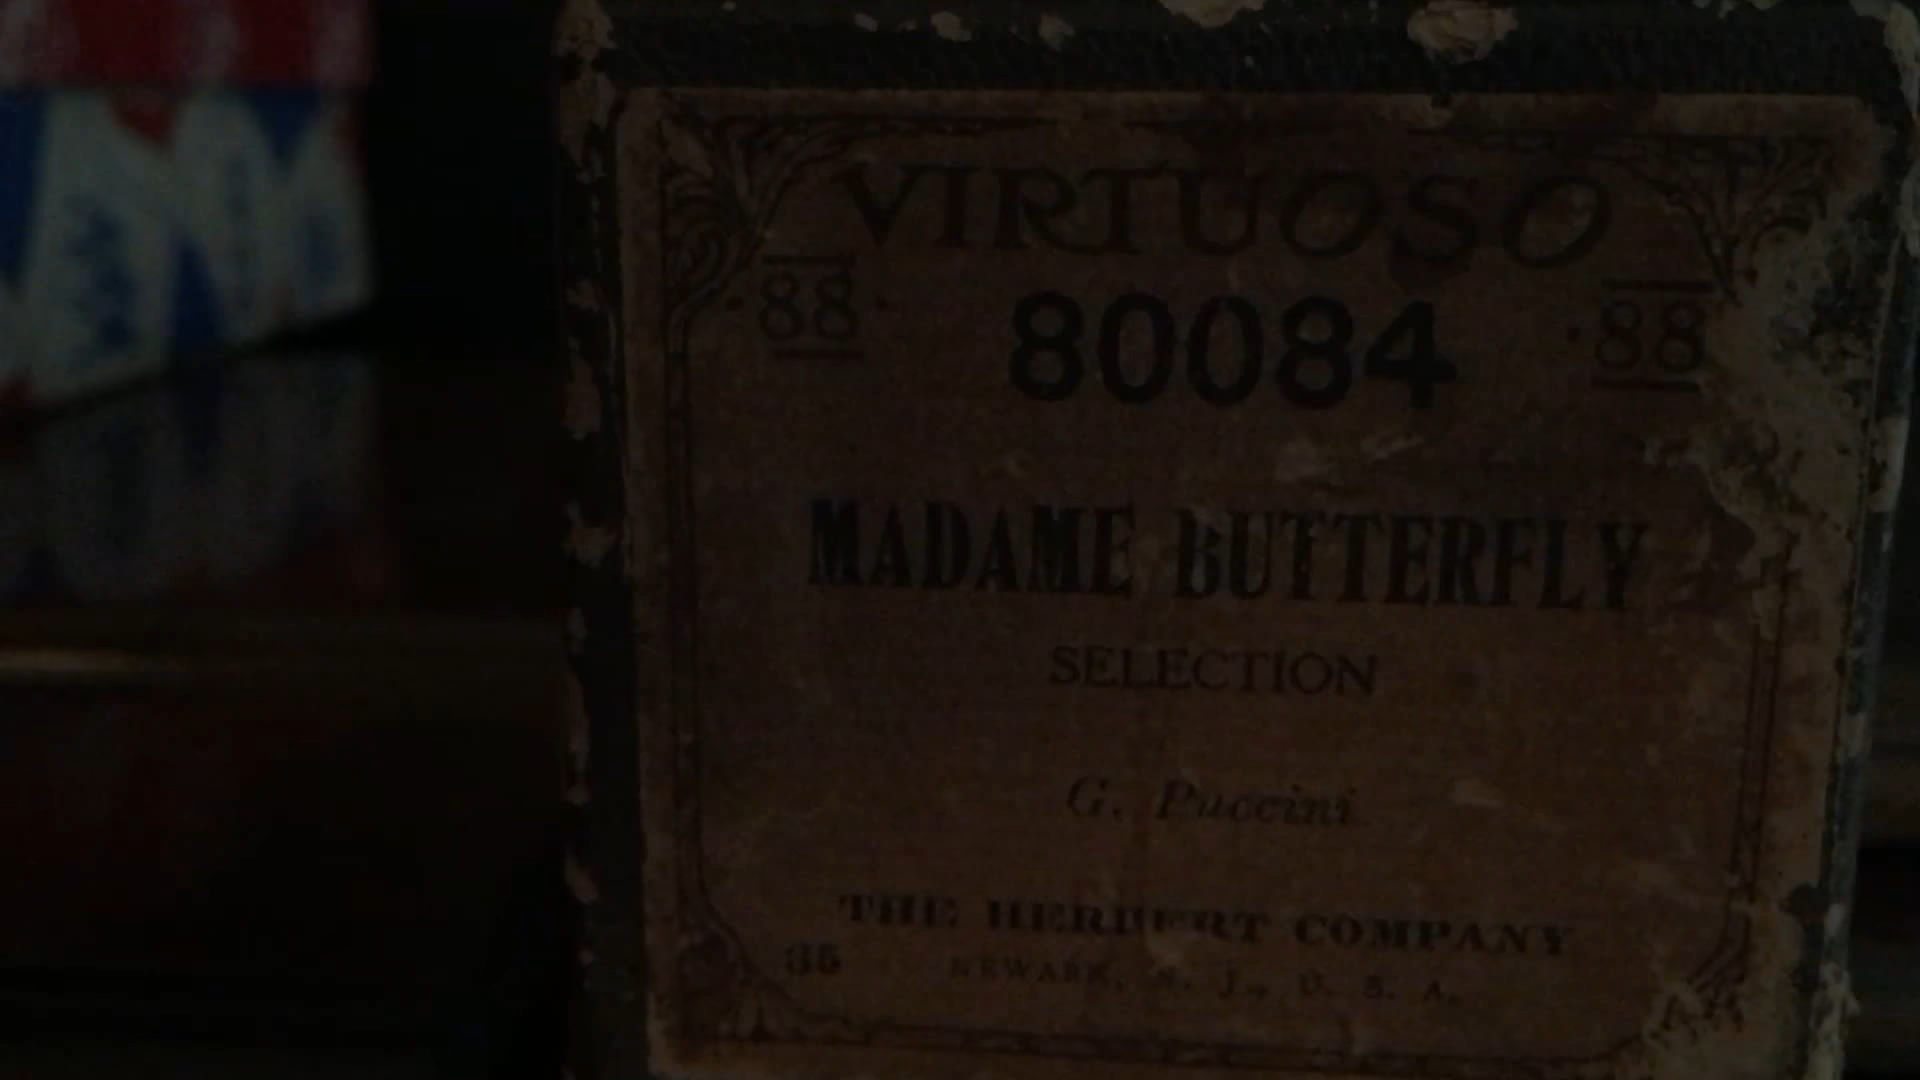 VIRTUOSO
88 80084 88
MADAME BUTTERFLY
SELECTION
G. Puccini
THE HERBERT COMPANY
35 NEWARK, N. J., U. S. A.